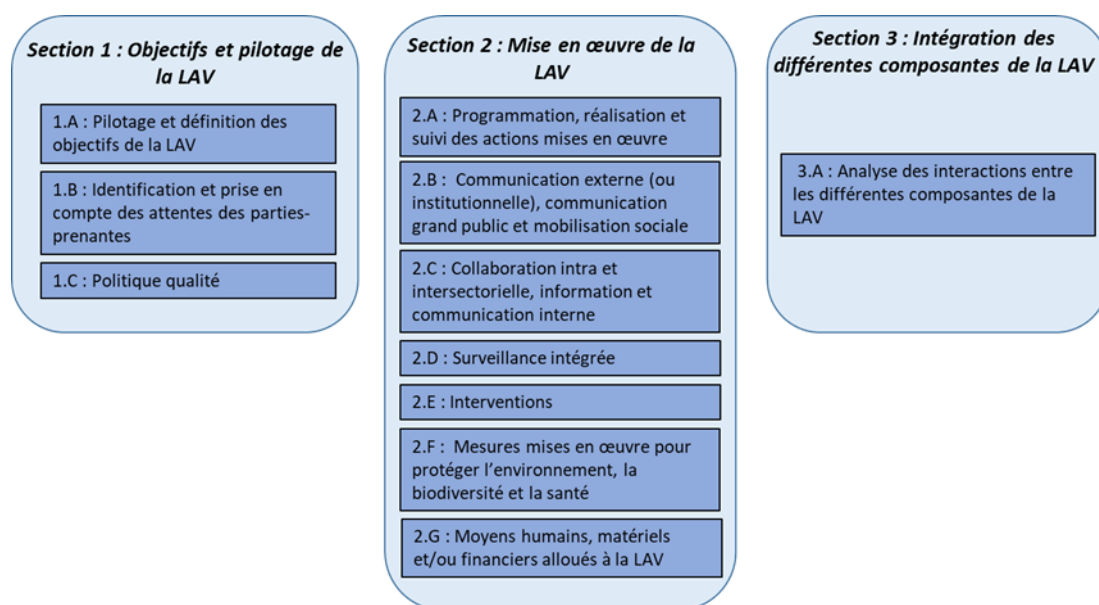 Section 1 : Objectifs et pilotage de
la LAV
1.A : Pilotage et définition des
objectifs de la LAV
1.B : Identification et prise en
compte des attentes des parties-
prenantes
1.C : Politique qualité
Section 2 : Mise en œuvre de la
LAV
2.A : Programmation, réalisation et
suivi des actions mises en œuvre
2.B : Communication externe (ou
institutionnelle), communication
grand public et mobilisation sociale
2.C : Collaboration intra et
intersectorielle, information et
communication interne
2.D : Surveillance intégrée
2.E : Interventions
2.F : Mesures mises en œuvre pour
protéger l’environnement, la
biodiversité et la santé
2.G : Moyens humains, matériels
et/ou financiers alloués à la LAV
Section 3 : Intégration des
différentes composantes de la LAV
3.A : Analyse des interactions entre
les différentes composantes de la
LAV